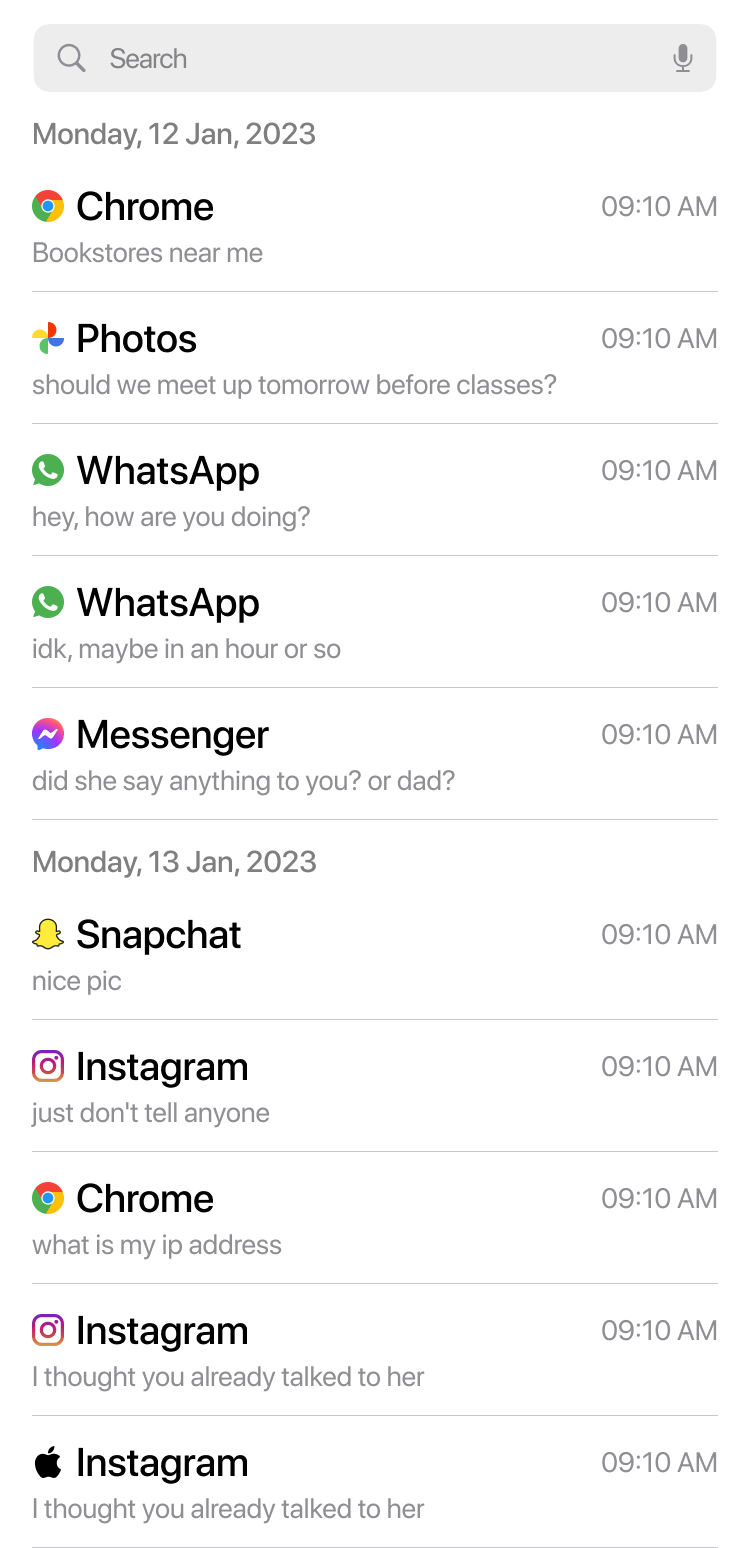 Search
Monday, 12 Jan, 2023
Chrome 09:10 AM
Bookstores near me
Photos 09:10 AM
should we meet up tomorrow before classes?
WhatsApp 09:10 AM
hey, how are you doing?
WhatsApp 09:10 AM
idk, maybe in an hour or so
Messenger 09:10 AM
did she say anything to you? or dad?
Monday, 13 Jan, 2023
Snapchat 09:10 AM
nice pic
Instagram 09:10 AM
just don't tell anyone
Chrome 09:10 AM
what is my ip address
Instagram 09:10 AM
I thought you already talked to her
Instagram 09:10 AM
I thought you already talked to her